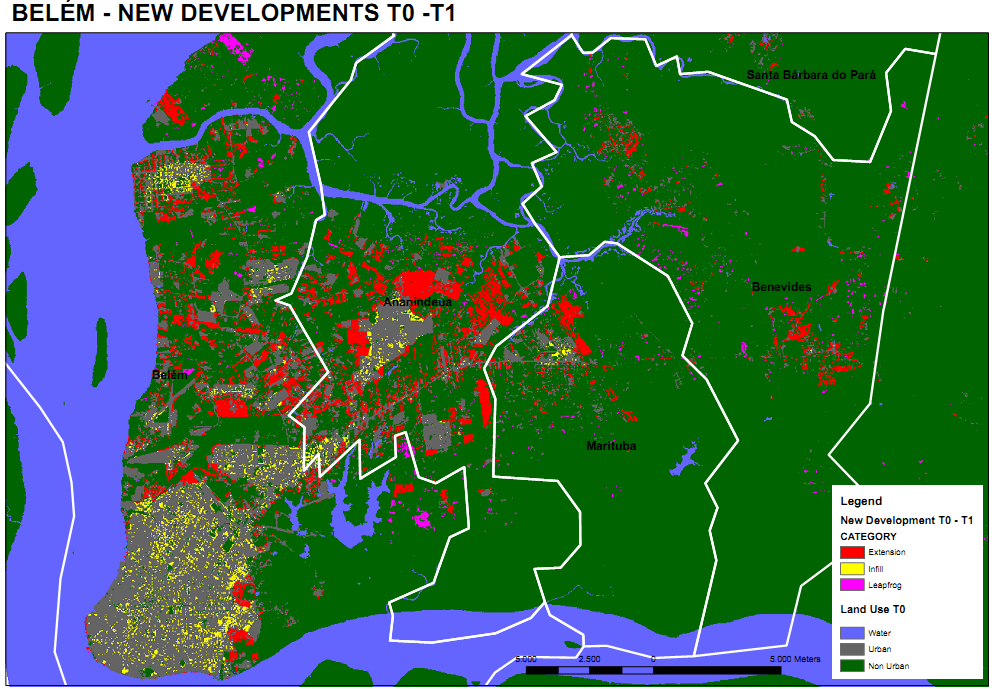 BELÉM - NEW DEVELOPMENTS T0 -T1
Santa Bárbara do Pará
Benevides
Ananindeua
Belém
Marituba
Legend
New Development T0 - T1
CATEGORY
Extension
Infill
Leapfrog
Land Use T0
Water
Urban
Non Urban
5.000 2.500 0 5.000 Meters